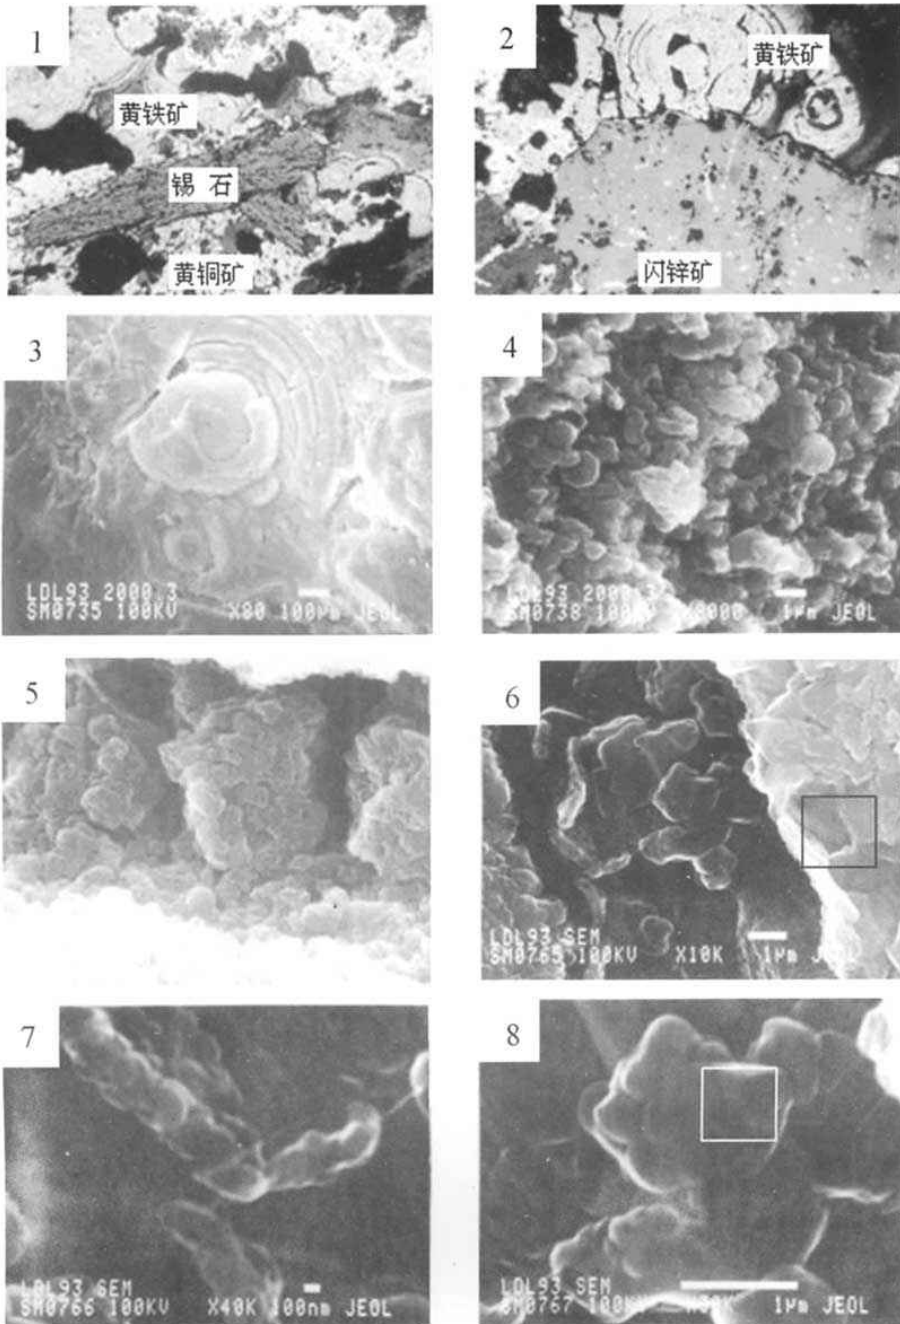 1
黄铁矿
锡 石
黄铜矿
2
黄铁矿
闪锌矿
3
LDL93 2000.3
SM0735 100KV X80 100μm JEOL
4
LDL93 2000.3
SM0738 100KV X8000 1μm JEOL
5
6
LDL93 SEM
SM0765 100KV X10K 1μm JEOL
7
LDL93 SEM
SM0766 100KV X40K 100nm JEOL
8
LDL93 SEM
SM0767 100KV 1μm JEOL